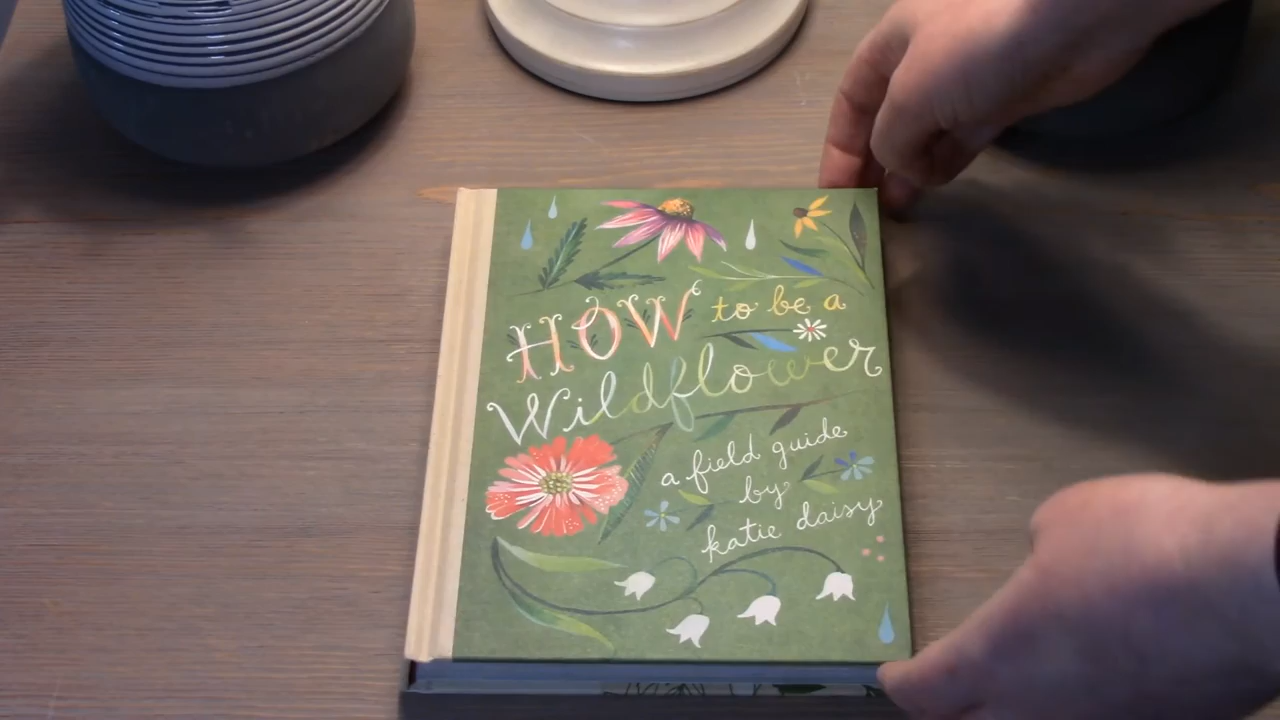 HOW to be a
Wildflower
a field guide
by
katie daisy